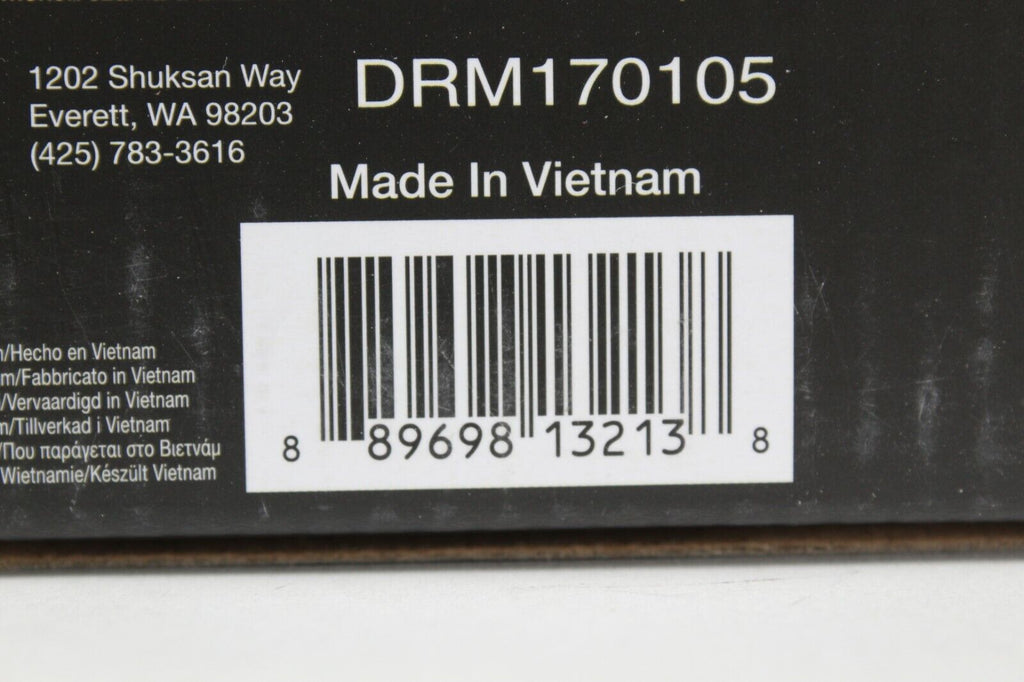 1202 Shuksan Way
Everett, WA 98203
(425) 783-3616
DRM170105
Made In Vietnam
/Hecho en Vietnam
/Fabbricato in Vietnam
/Vervaardigd in Vietnam
/Tillverkad i Vietnam
/Που παράγεται στο Βιετνάμ
Wietnamie/Készült Vietnam
8 89698 13213 8